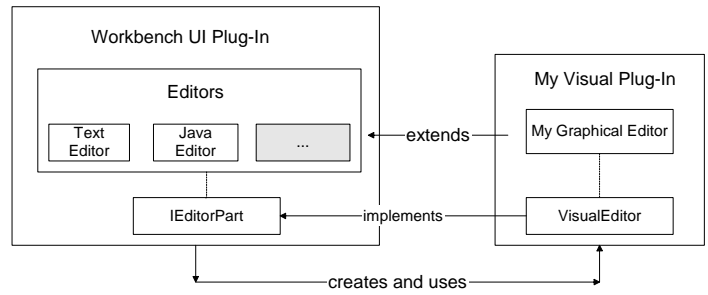 Workbench UI Plug-In
Editors
Text
Editor
Java
Editor
...
IEditorPart
extends
implements
creates and uses
My Visual Plug-In
My Graphical Editor
VisualEditor